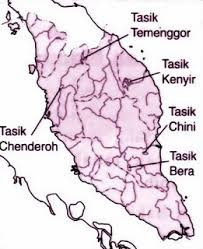 Tasik
Temenggor
Tasik
Kenyir
Tasik
Chini
Tasik
Chenderoh
Tasik
Bera